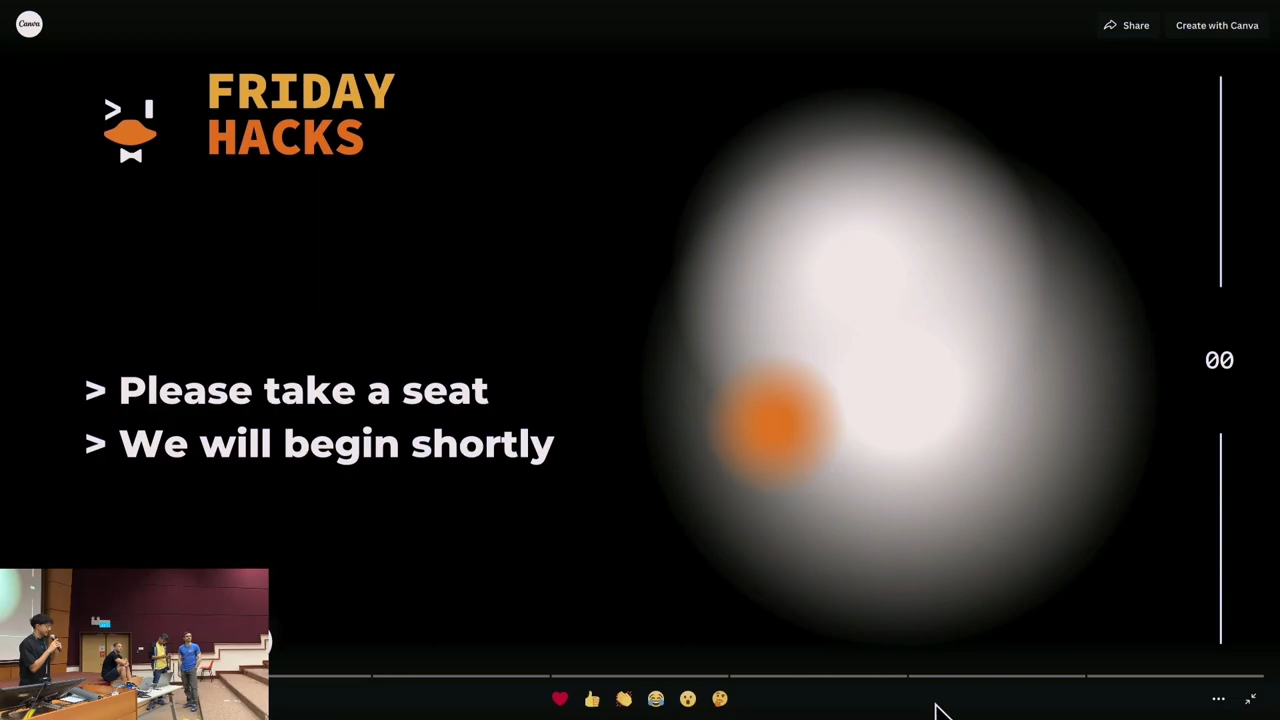 Canva
Share
Create with Canva
FRIDAY
HACKS
00
> Please take a seat
> We will begin shortly